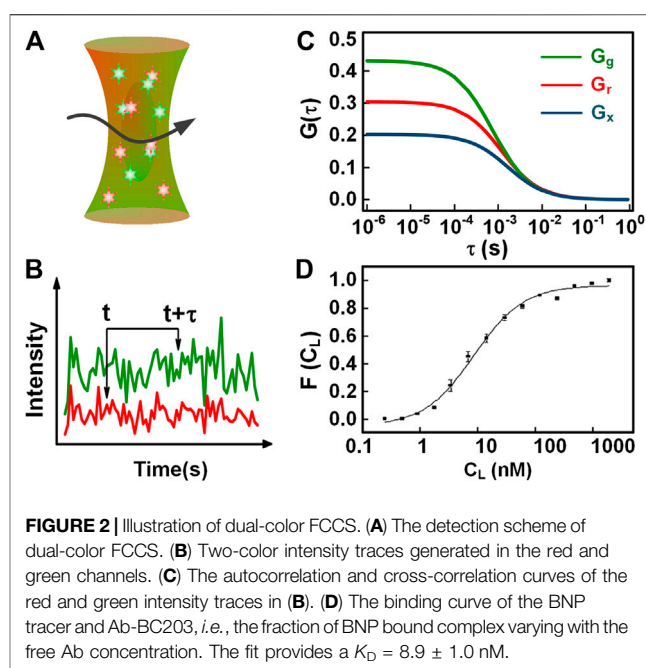 A
C
0.5
0.4
0.3
0.2
0.1
0.0
G(τ)
Gg
Gr
Gx
10⁻⁶ 10⁻⁵ 10⁻⁴ 10⁻³ 10⁻² 10⁻¹ 10⁰
τ (s)
B
t t+τ
Intensity
Time(s)
D
1.0
0.8
0.6
0.4
0.2
0.0
F (CL)
0.1 1 10 100 1000
CL (nM)
FIGURE 2 | Illustration of dual-color FCCS. (A) The detection scheme of
dual-color FCCS. (B) Two-color intensity traces generated in the red and
green channels. (C) The autocorrelation and cross-correlation curves of the
red and green intensity traces in (B). (D) The binding curve of the BNP
tracer and Ab-BC203, i.e., the fraction of BNP bound complex varying with the
free Ab concentration. The fit provides a KD = 8.9 ± 1.0 nM.